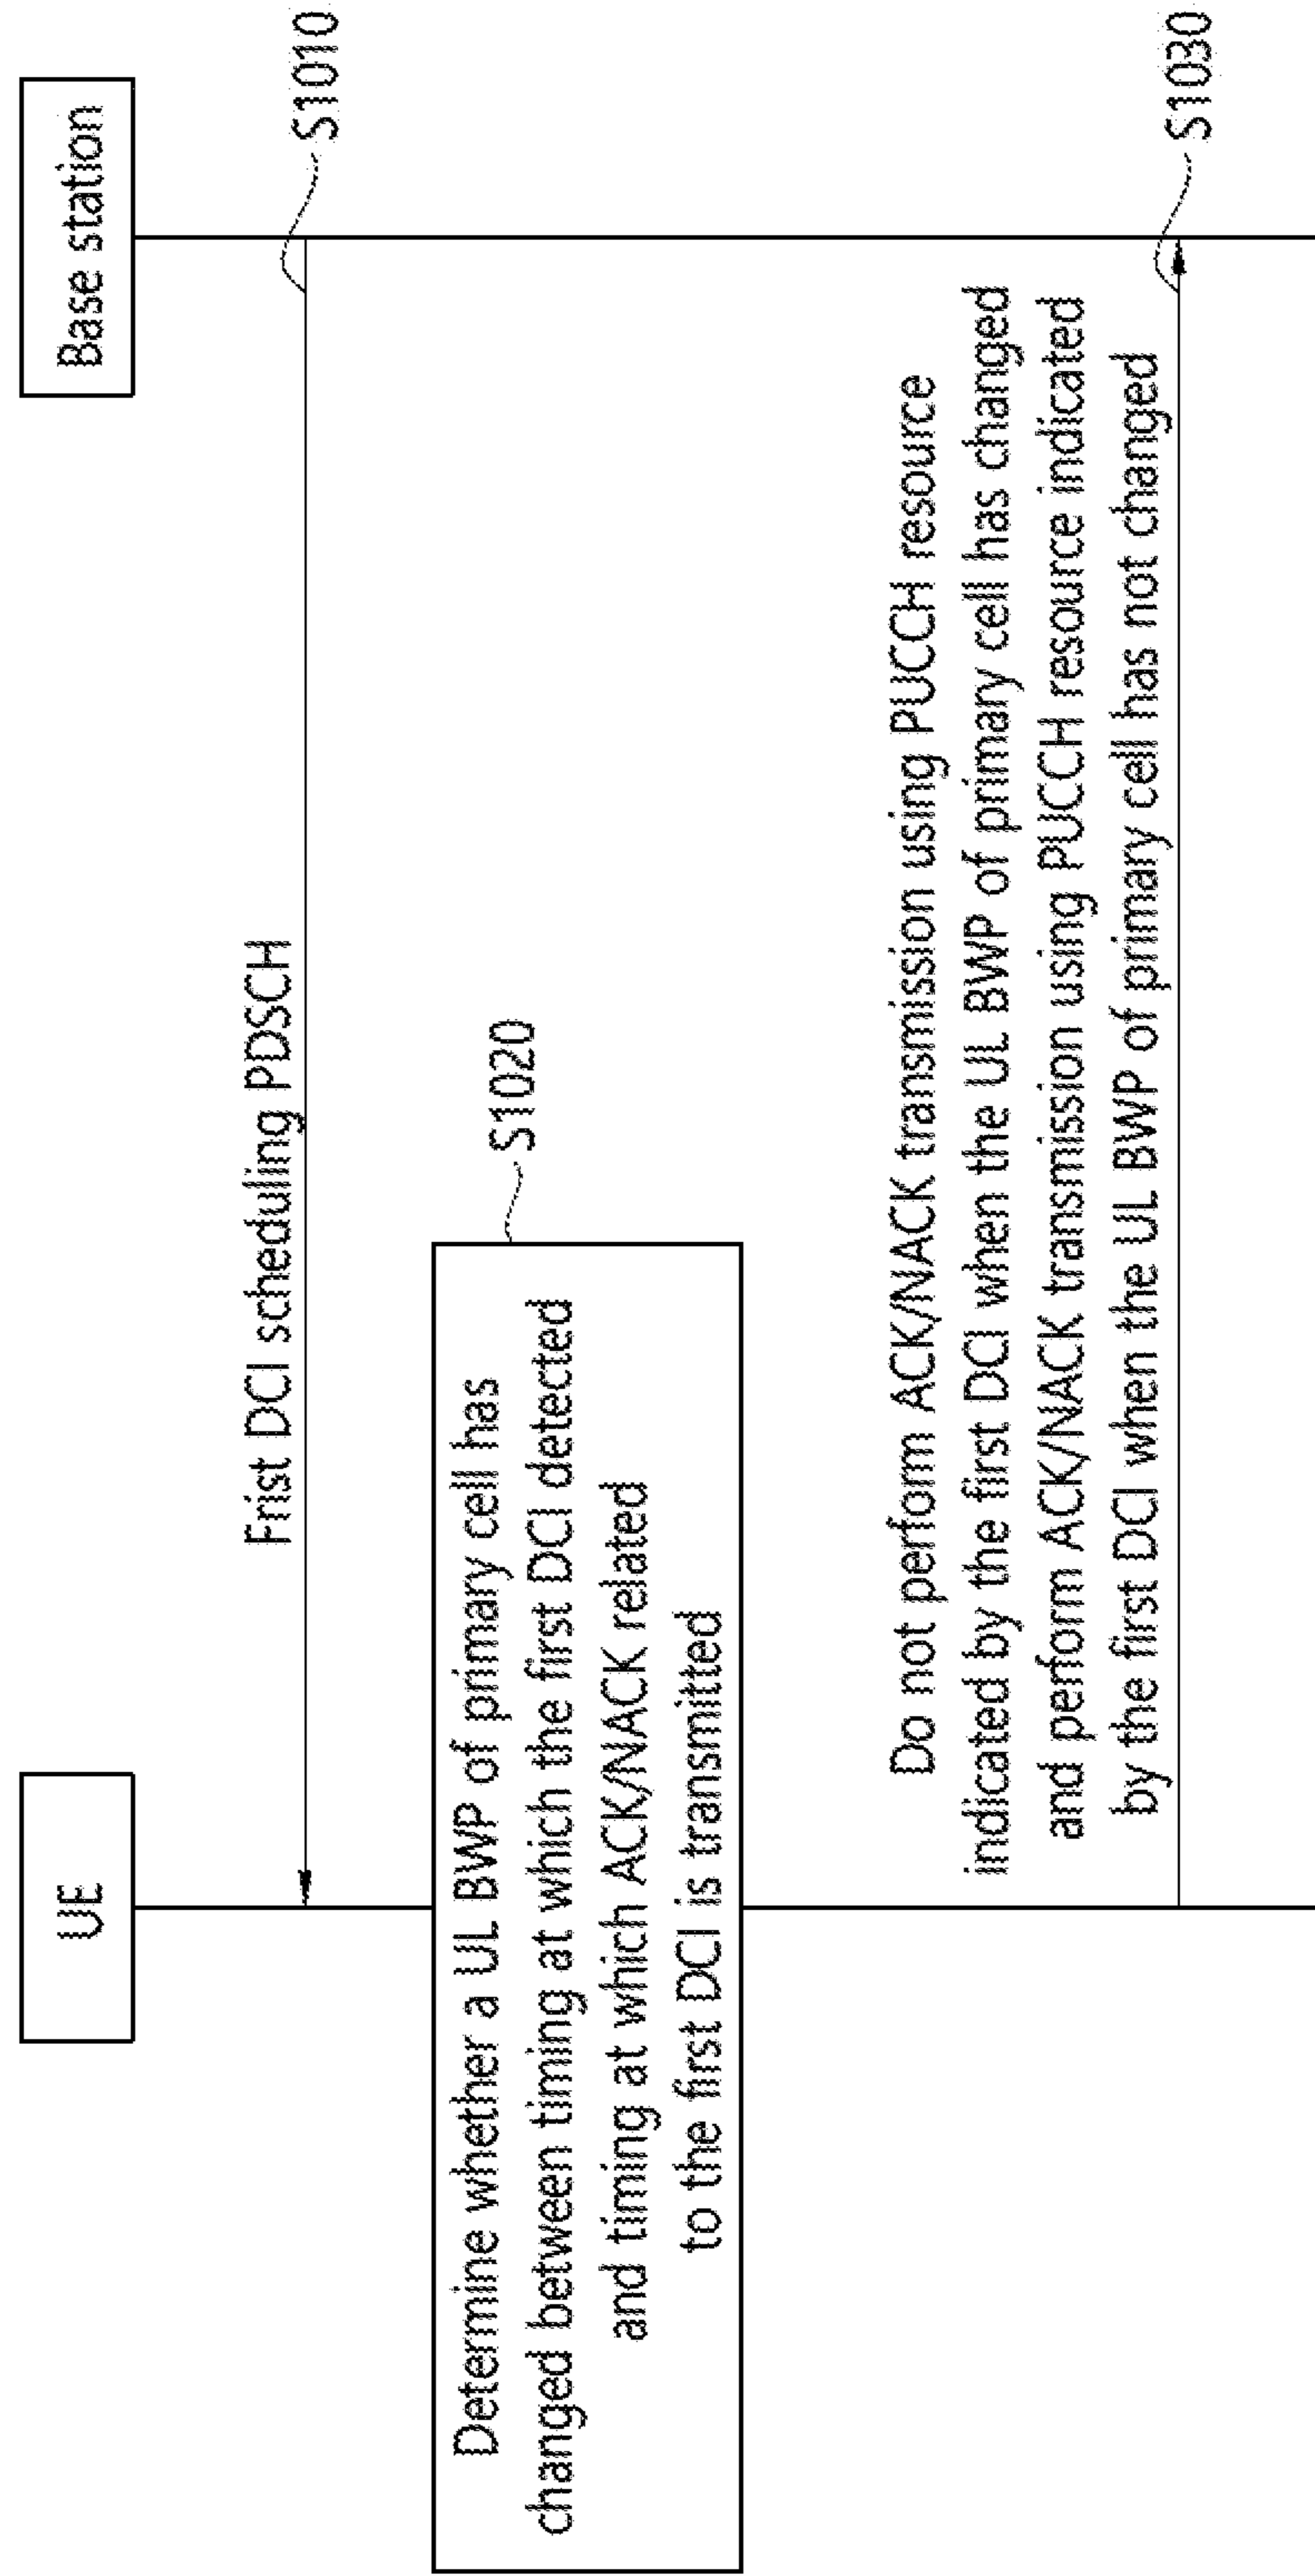 UE
Base station
Frist DCI scheduling PDSCH
S1010
Determine whether a UL BWP of primary cell has
changed between timing at which the first DCI detected
and timing at which ACK/NACK related
to the first DCI is transmitted
S1020
Do not perform ACK/NACK transmission using PUCCH resource
indicated by the first DCI when the UL BWP of primary cell has changed
and perform ACK/NACK transmission using PUCCH resource indicated
by the first DCI when the UL BWP of primary cell has not changed
S1030